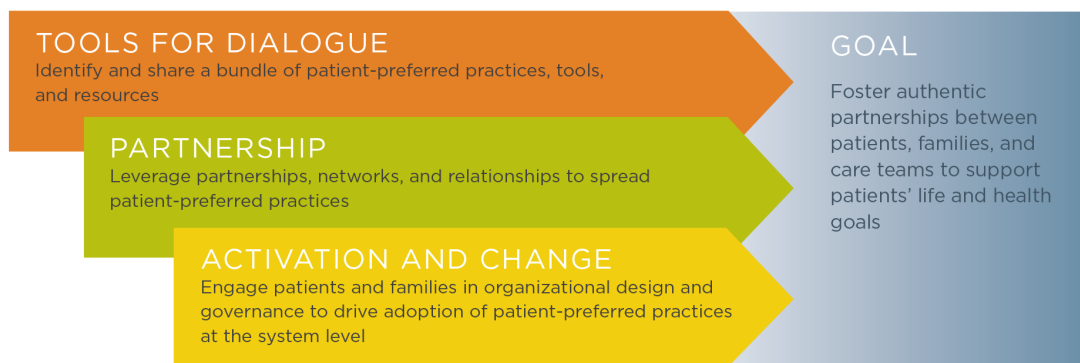 TOOLS FOR DIALOGUE
Identify and share a bundle of patient-preferred practices, tools,
and resources
PARTNERSHIP
Leverage partnerships, networks, and relationships to spread
patient-preferred practices
ACTIVATION AND CHANGE
Engage patients and families in organizational design and
governance to drive adoption of patient-preferred practices
at the system level
GOAL
Foster authentic
partnerships between
patients, families, and
care teams to support
patients’ life and health
goals